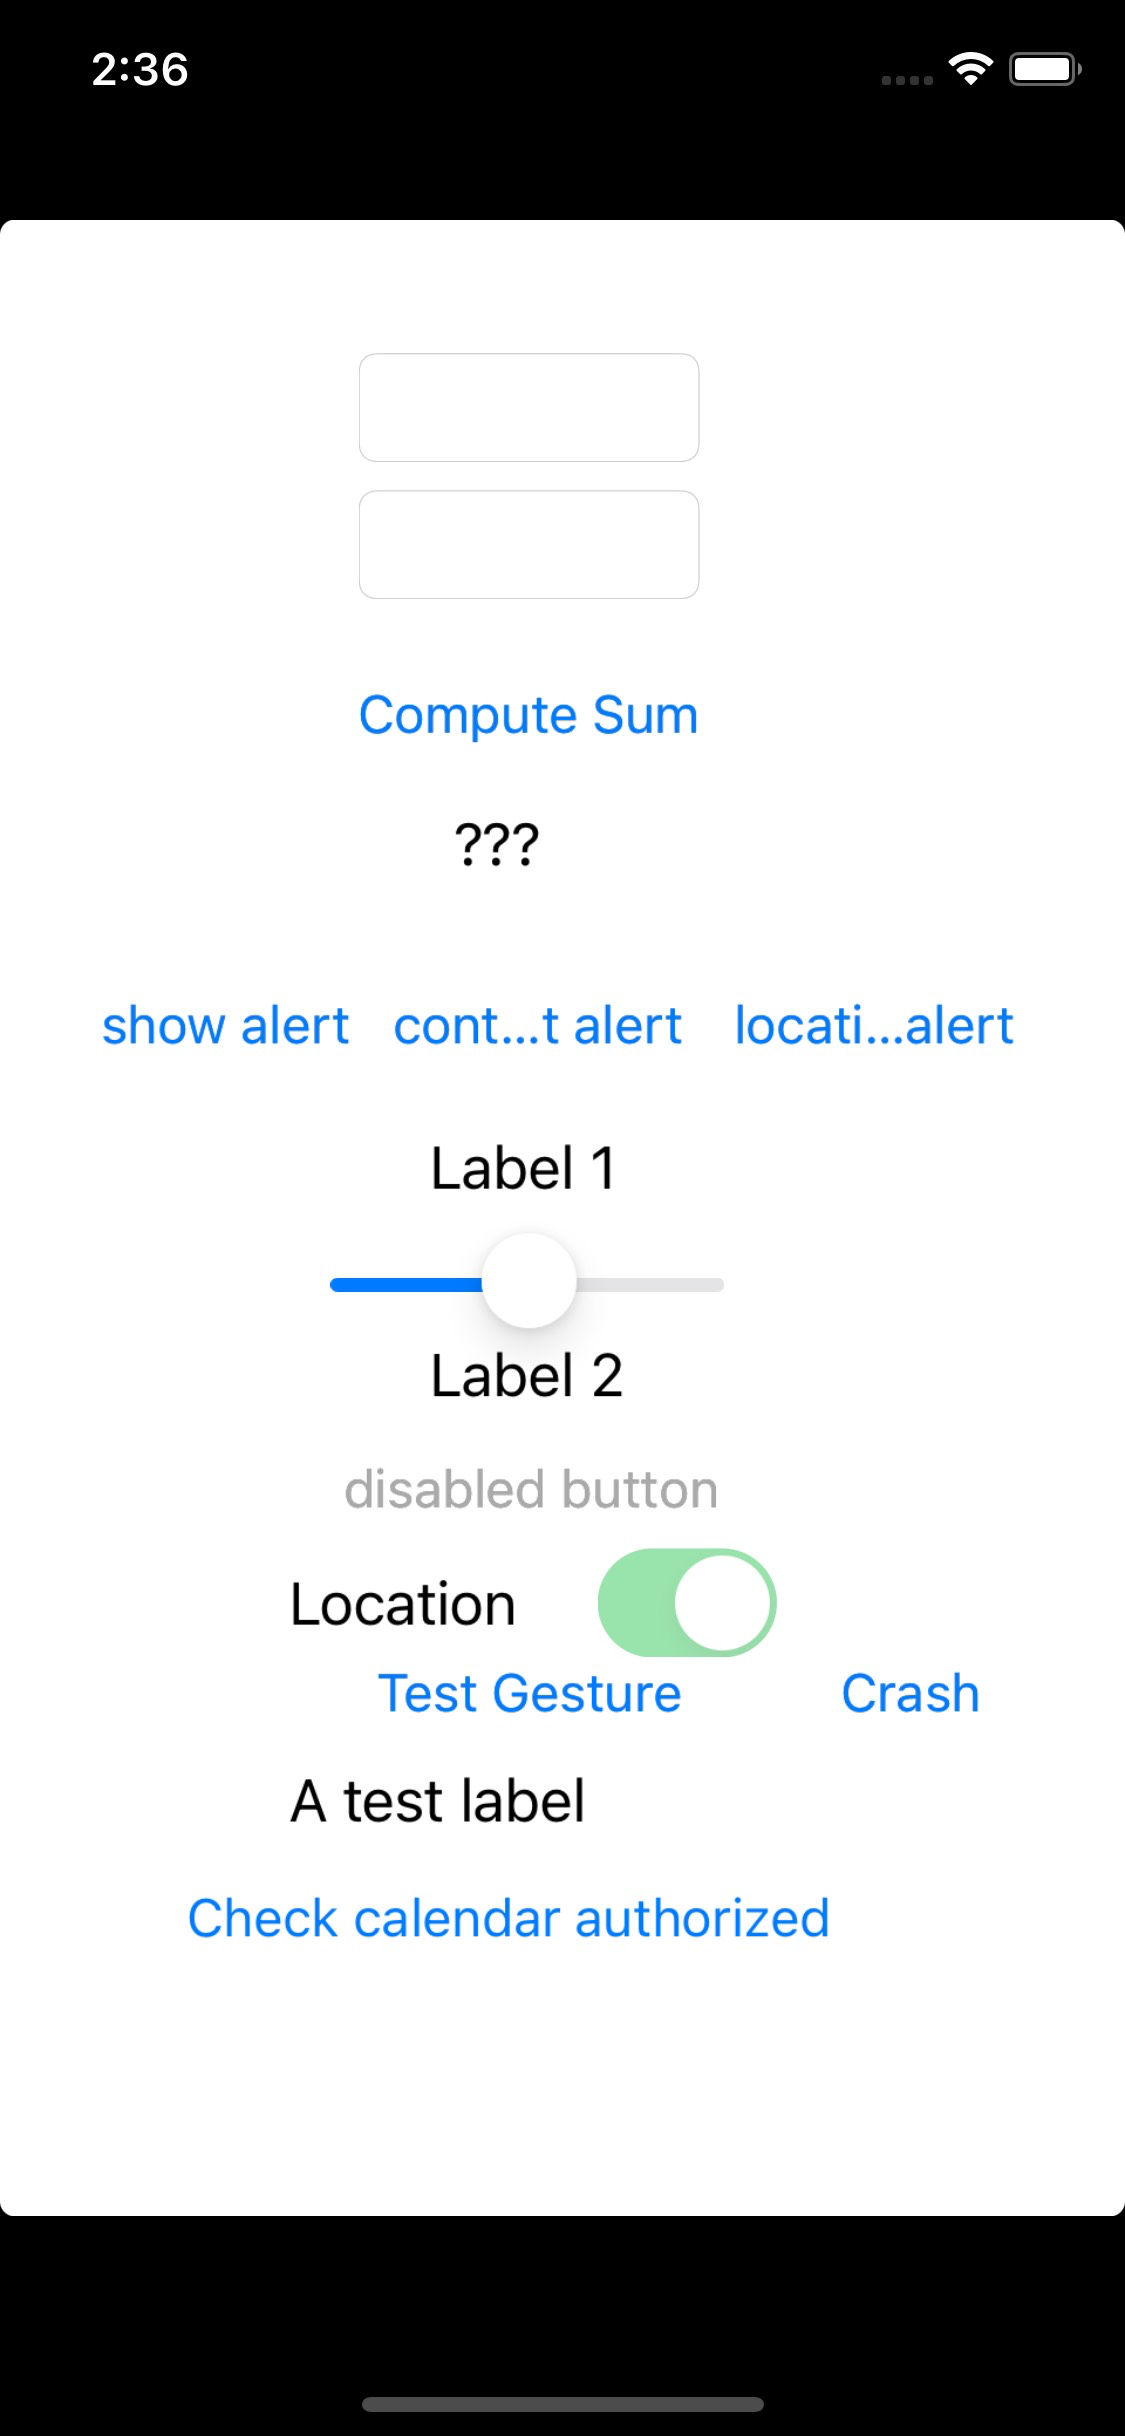 2:36
Compute Sum
???
show alert cont...t alert locati...alert
Label 1
Label 2
disabled button
Location
Test Gesture Crash
A test label
Check calendar authorized